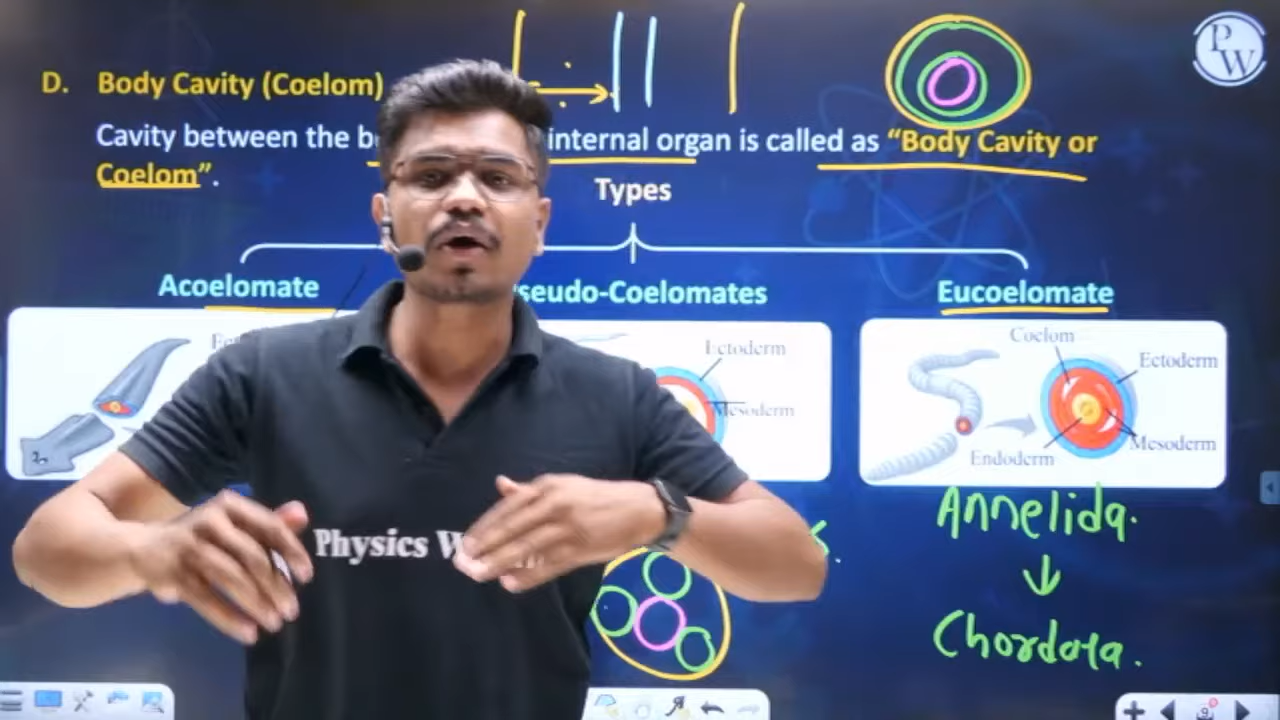 PW
D. Body Cavity (Coelom)
Cavity between the b internal organ is called as “Body Cavity or
Coelom”.
Types
Acoelomate
seudo-Coelomates
Eucoelomate
Ectoderm
Mesoderm
Coelom
Ectoderm
Mesoderm
Endoderm
Annelida.
↓
Chordata.
Physics W